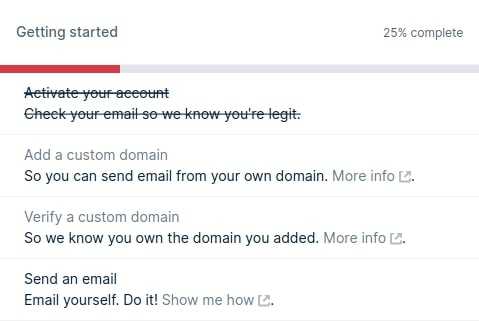 Getting started
25% complete
Activate your account
Check your email so we know you're legit.
Add a custom domain
So you can send email from your own domain. More info.
Verify a custom domain
So we know you own the domain you added. More info.
Send an email
Email yourself. Do it! Show me how.